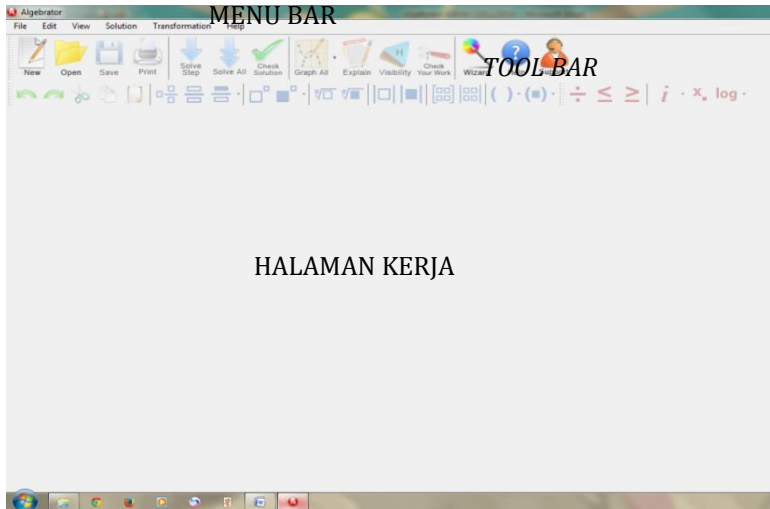 Algebrator
MENU BAR
File Edit View Solution Transformation Help
New Open Save Print Solve Step Solve All Check Solution Graph All Explain Visibility Check Your Work Wizard
TOOL BAR
( ) · (■) · ÷ ≤ ≥ i · x. log ·
HALAMAN KERJA